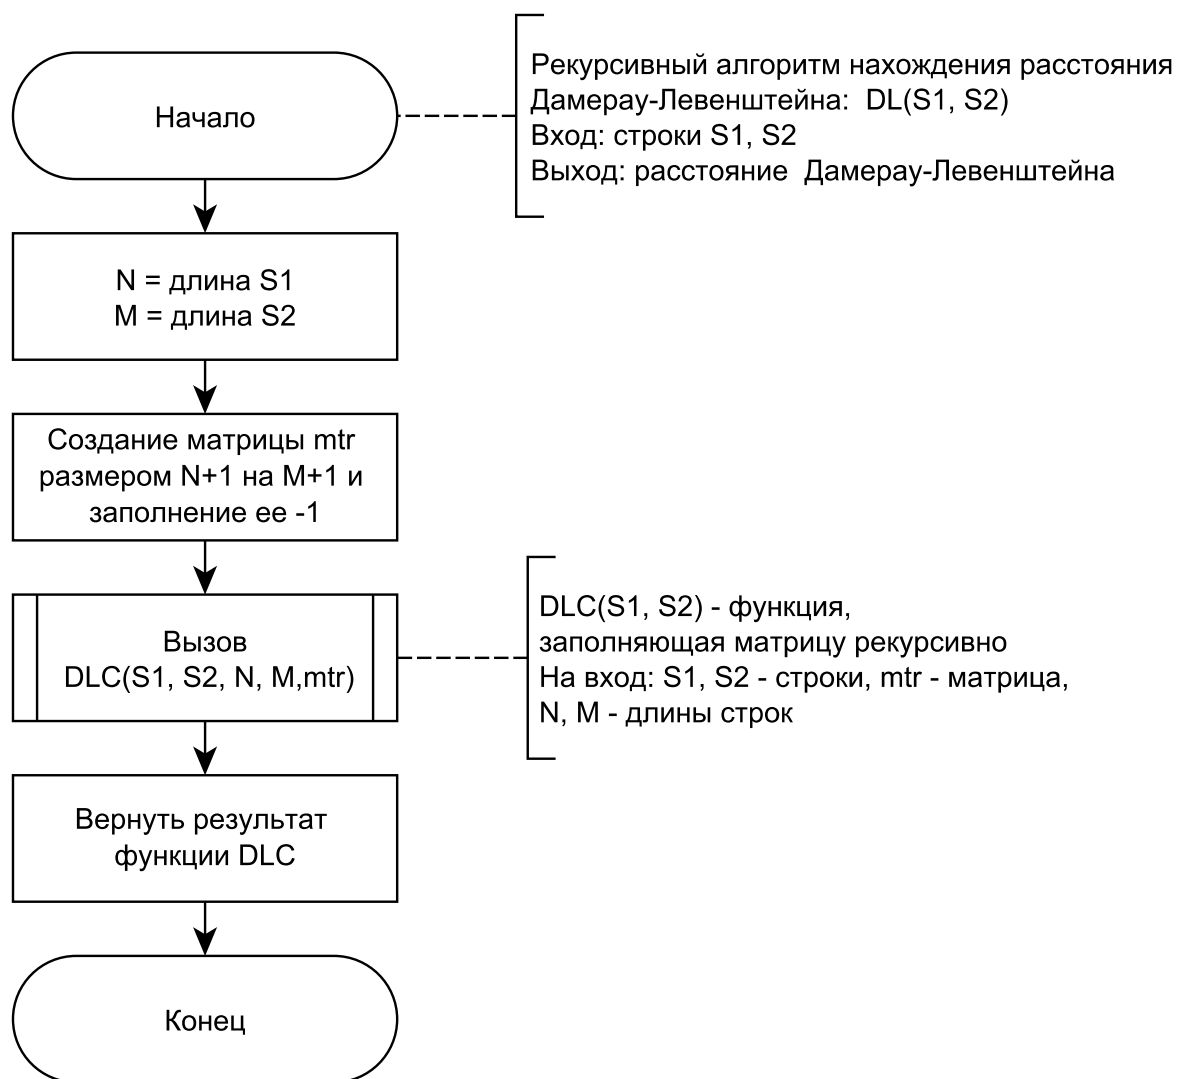 Начало
Рекурсивный алгоритм нахождения расстояния
Дамерау-Левенштейна: DL(S1, S2)
Вход: строки S1, S2
Выход: расстояние Дамерау-Левенштейна
N = длина S1
M = длина S2
Создание матрицы mtr
размером N+1 на M+1 и
заполнение ее -1
Вызов
DLC(S1, S2, N, M,mtr)
DLC(S1, S2) - функция,
заполняющая матрицу рекурсивно
На вход: S1, S2 - строки, mtr - матрица,
N, M - длины строк
Вернуть результат
функции DLC
Конец